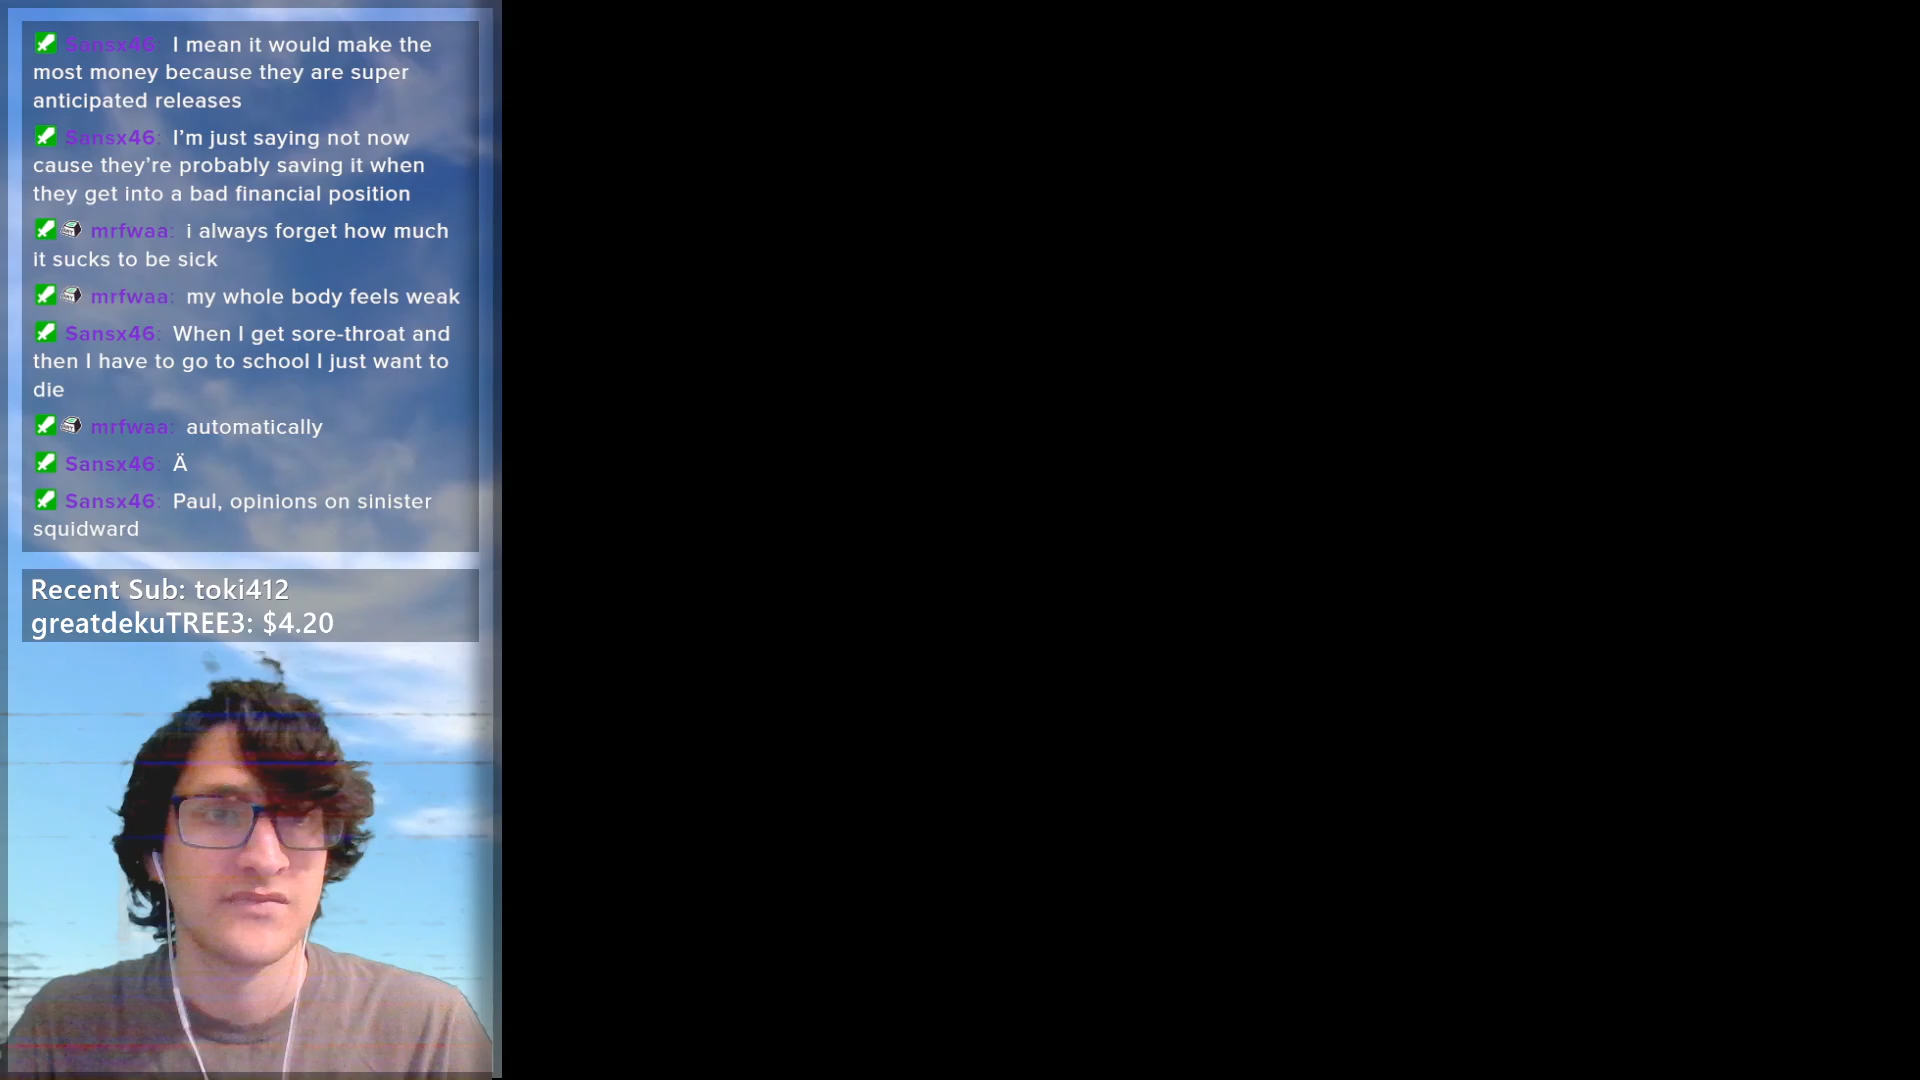 Sansx46: I mean it would make the
most money because they are super
anticipated releases
Sansx46: I’m just saying not now
cause they’re probably saving it when
they get into a bad financial position
mrfwaa: i always forget how much
it sucks to be sick
mrfwaa: my whole body feels weak
Sansx46: When I get sore-throat and
then I have to go to school I just want to
die
mrfwaa: automatically
Sansx46: Ä
Sansx46: Paul, opinions on sinister
squidward
Recent Sub: toki412
greatdekuTREE3: $4.20